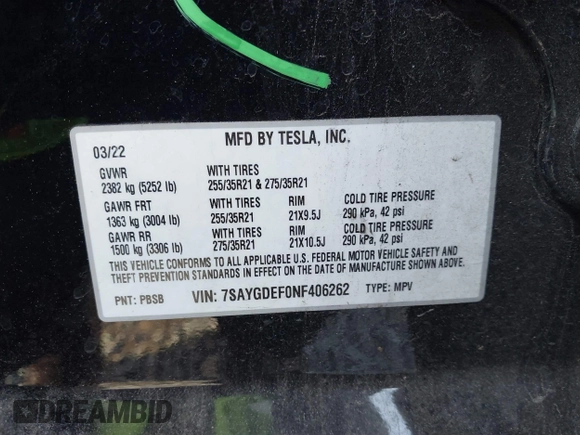 MFD BY TESLA, INC.
03/22
GVWR WITH TIRES
2382 kg (5252 lb) 255/35R21 & 275/35R21
GAWR FRT WITH TIRES RIM COLD TIRE PRESSURE
1363 kg (3004 lb) 255/35R21 21X9.5J 290 kPa, 42 psi
GAWR RR WITH TIRES RIM COLD TIRE PRESSURE
1500 kg (3306 lb) 275/35R21 21X10.5J 290 kPa, 42 psi
THIS VEHICLE CONFORMS TO ALL APPLICABLE U.S. FEDERAL MOTOR VEHICLE SAFETY AND
THEFT PREVENTION STANDARDS IN EFFECT ON THE DATE OF MANUFACTURE SHOWN ABOVE.
PNT: PBSB VIN: 7SAYGDEF0NF406262 TYPE: MPV
DREAMBID